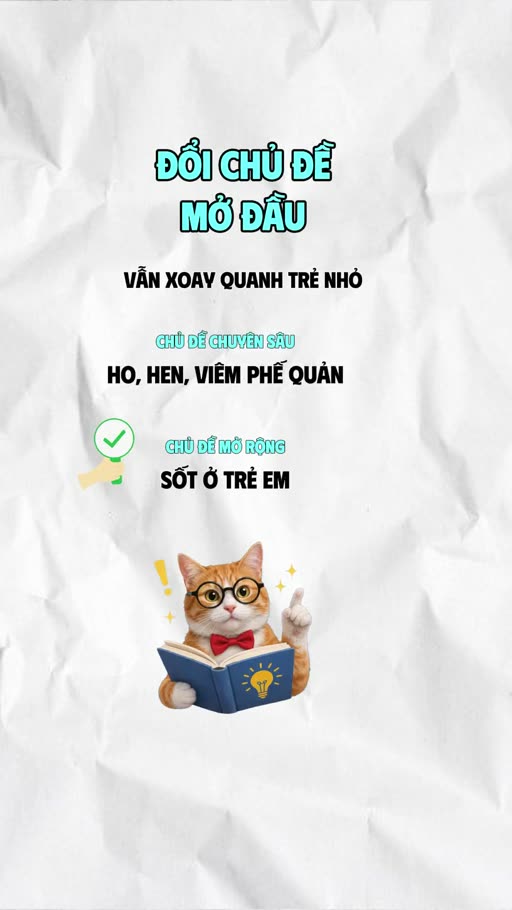 ĐỔI CHỦ ĐỀ
MỞ ĐẦU
VẪN XOAY QUANH TRẺ NHỎ
CHỦ ĐỀ CHUYÊN SÂU
HO, HEN, VIÊM PHẾ QUẢN
CHỦ ĐỀ MỞ RỘNG
SỐT Ở TRẺ EM